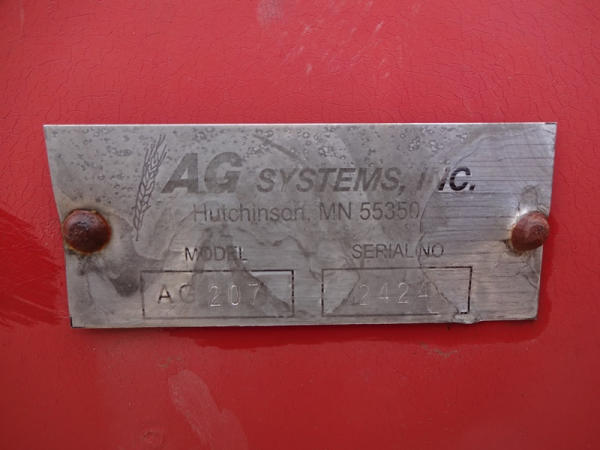 AG SYSTEMS, INC.
Hutchinson, MN 55350
MODEL SERIAL NO
AG 207 2424